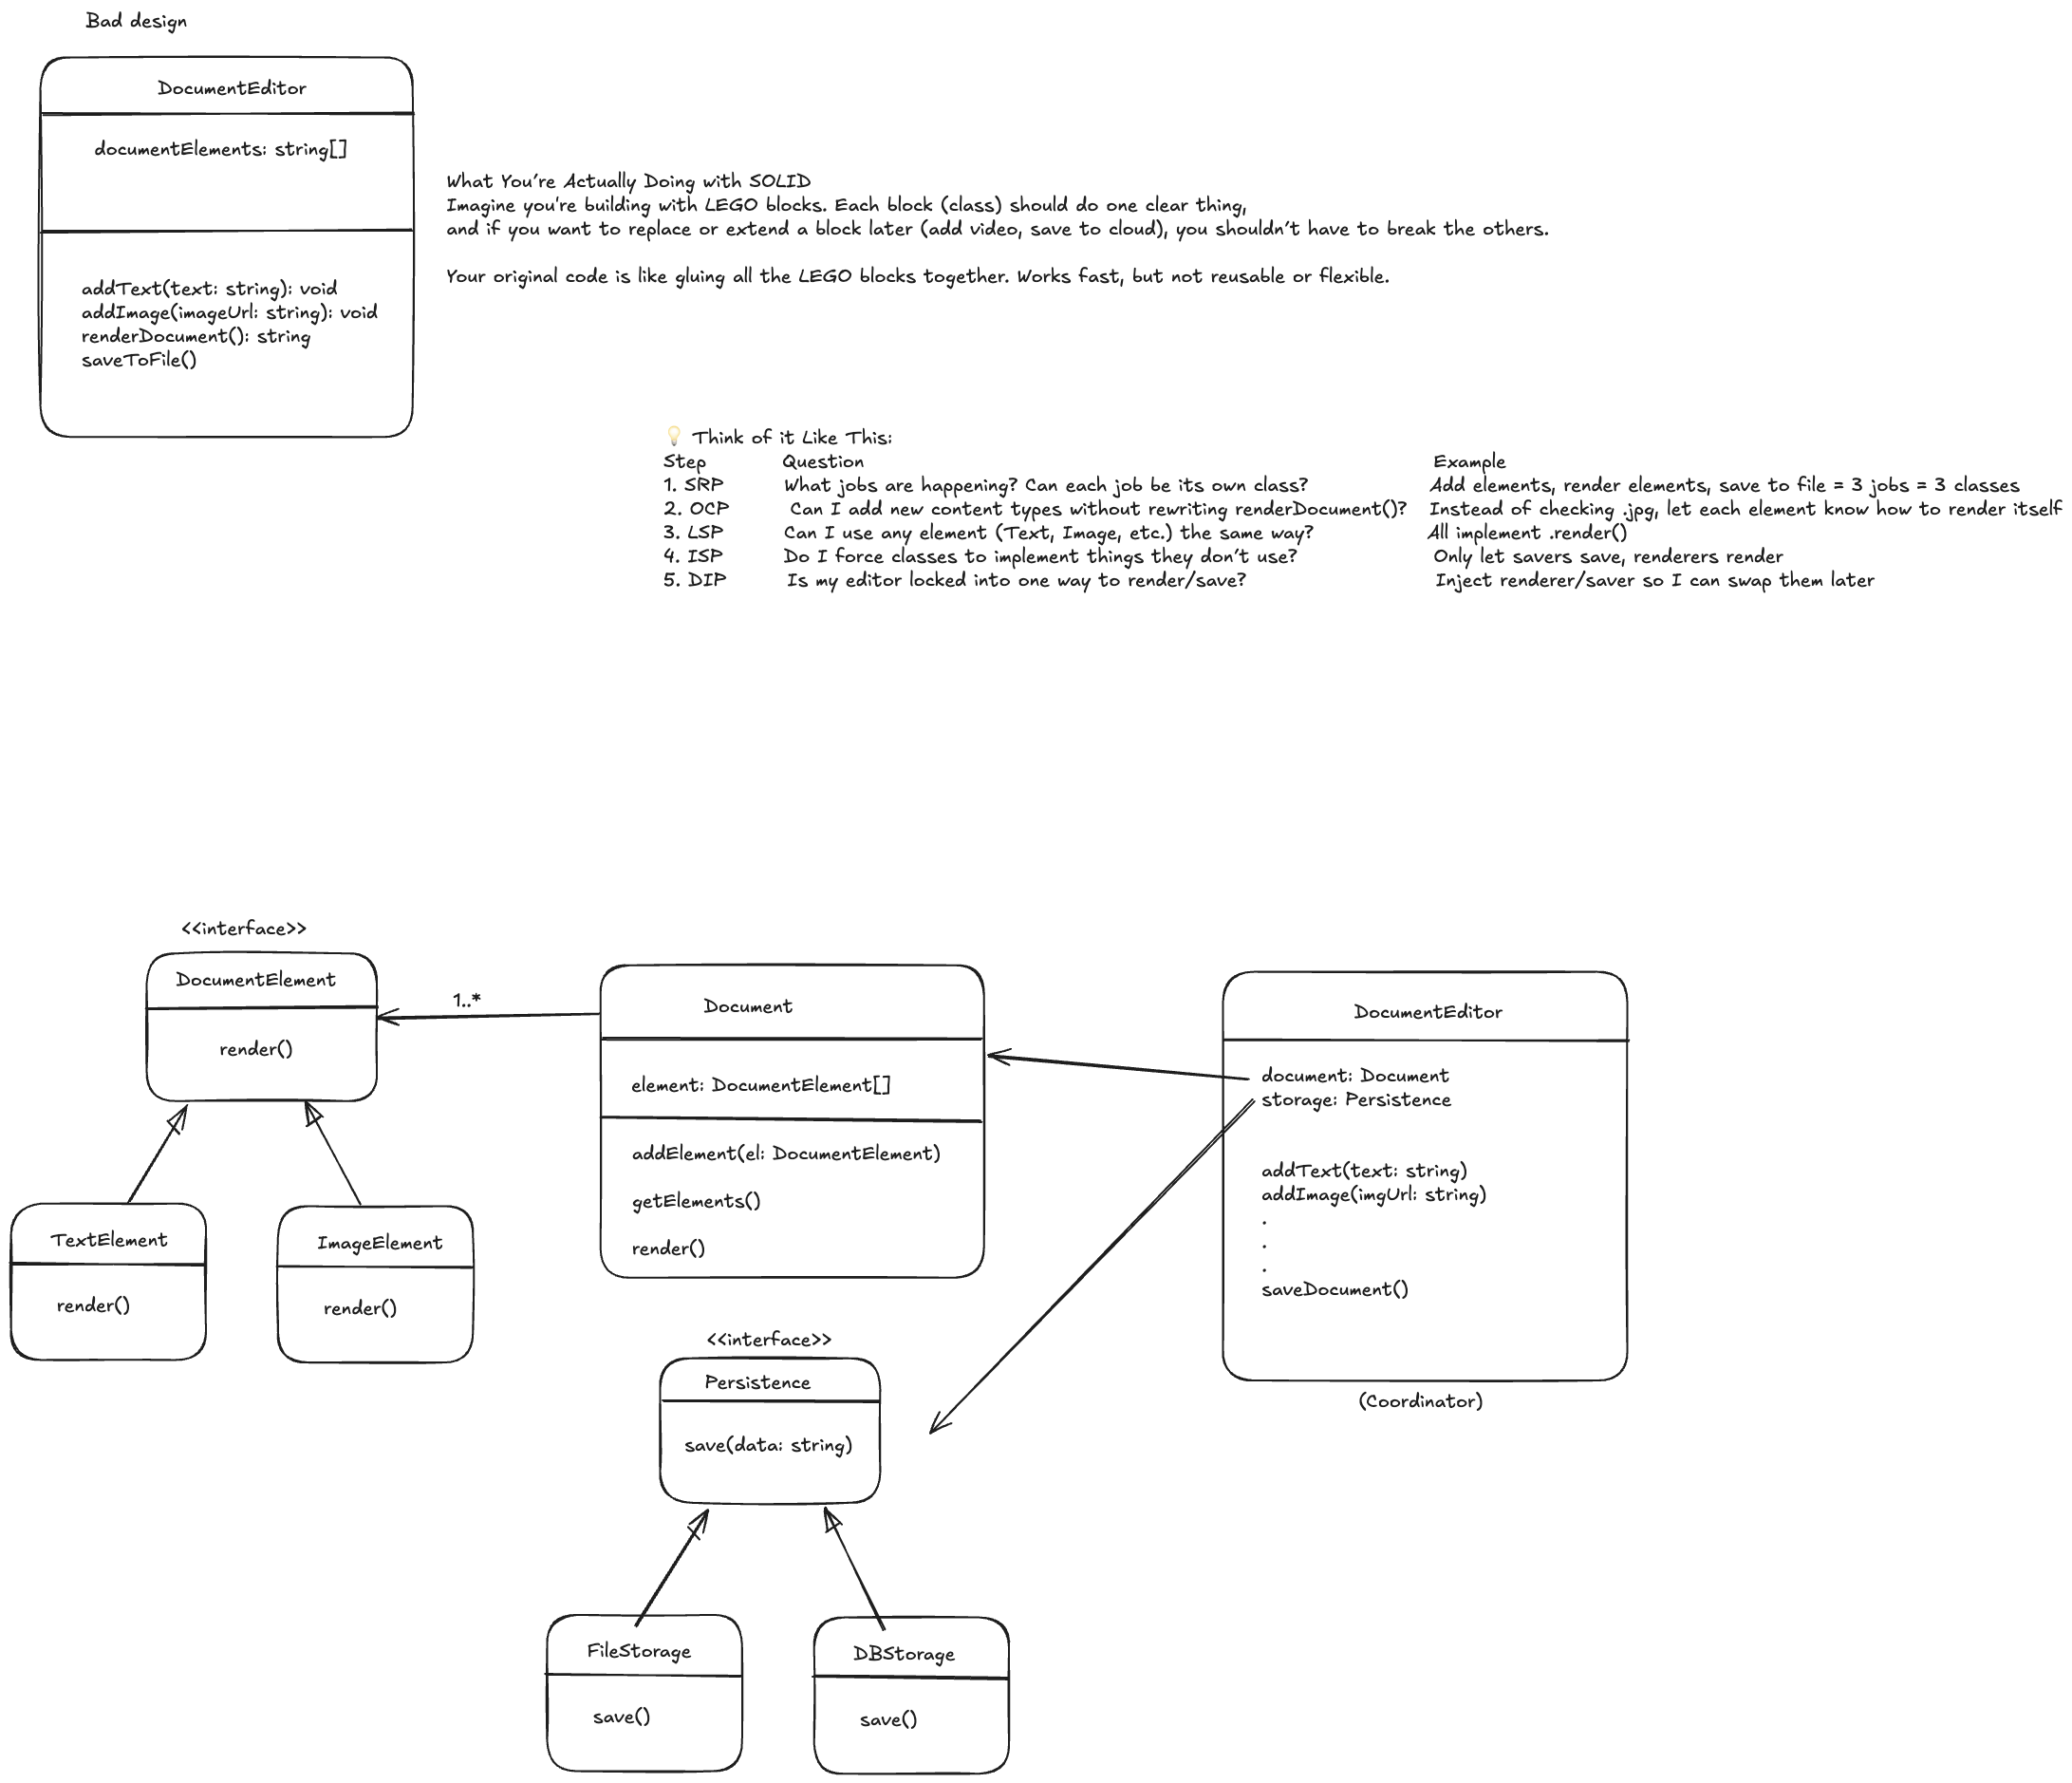 Bad design
DocumentEditor
documentElements: string[]
addText(text: string): void
addImage(imageUrl: string): void
renderDocument(): string
saveToFile()
What You're Actually Doing with SOLID
Imagine you're building with LEGO blocks. Each block (class) should do one clear thing,
and if you want to replace or extend a block later (add video, save to cloud), you shouldn't have to break the others.
Your original code is like gluing all the LEGO blocks together. Works fast, but not reusable or flexible.
💡 Think of it Like This:
Step Question Example
1. SRP What jobs are happening? Can each job be its own class? Add elements, render elements, save to file = 3 jobs = 3 classes
2. OCP Can I add new content types without rewriting renderDocument()? Instead of checking .jpg, let each element know how to render itself
3. LSP Can I use any element (Text, Image, etc.) the same way? All implement .render()
4. ISP Do I force classes to implement things they don't use? Only let savers save, renderers render
5. DIP Is my editor locked into one way to render/save? Inject renderer/saver so I can swap them later
<<interface>>
DocumentElement
render()
1..*
TextElement
render()
ImageElement
render()
Document
element: DocumentElement[]
addElement(el: DocumentElement)
getElements()
render()
DocumentEditor
document: Document
storage: Persistence
addText(text: string)
addImage(imgUrl: string)
.
.
.
saveDocument()
(Coordinator)
<<interface>>
Persistence
save(data: string)
FileStorage
save()
DBStorage
save()